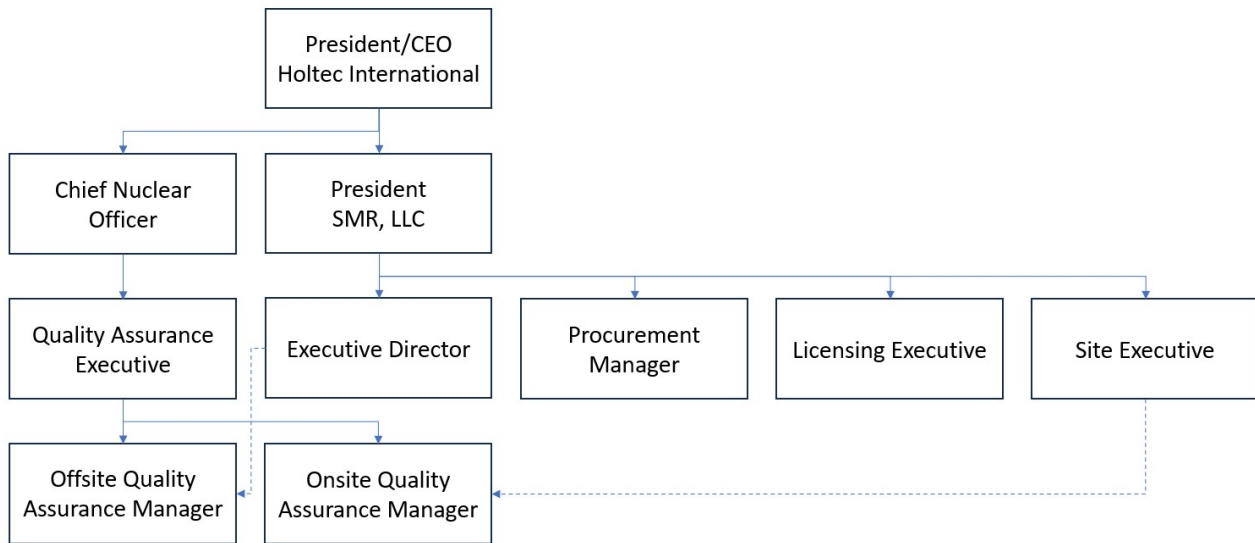 President/CEO
Holtec International
Chief Nuclear
Officer
President
SMR, LLC
Quality Assurance
Executive
Executive Director
Procurement
Manager
Licensing Executive
Site Executive
Offsite Quality
Assurance Manager
Onsite Quality
Assurance Manager